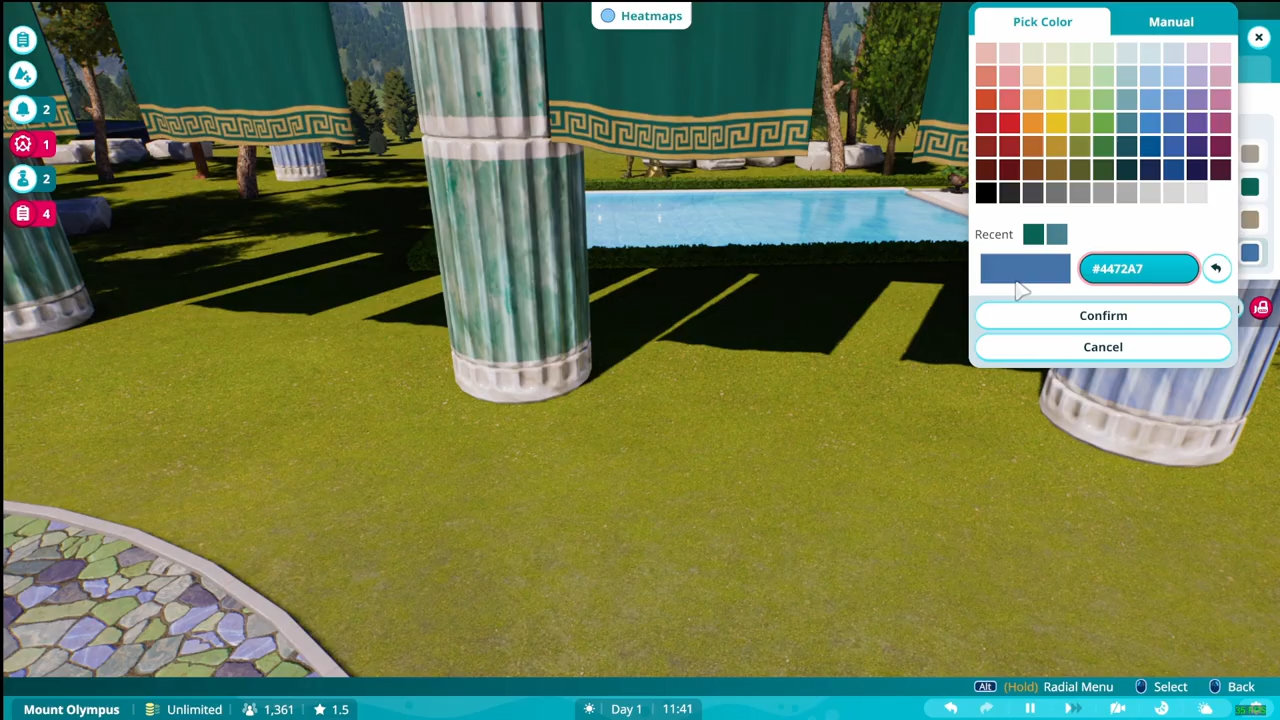 Heatmaps
Pick Color
Manual
2
1
2
4
Recent
#4472A7
Confirm
Cancel
Alt (Hold) Radial Menu Select Back
Mount Olympus Unlimited 1,361 1.5 Day 1 11:41